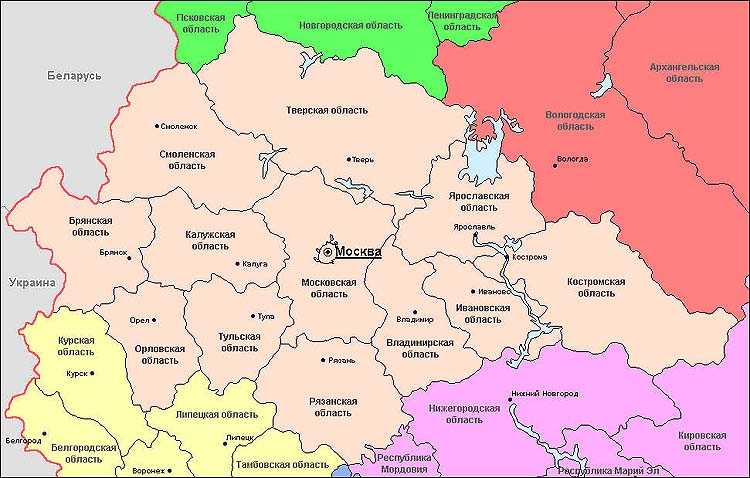 Псковская
область
Новгородская область
Ленинградская
область
Беларусь
Архангельская
область
Тверская область
Вологодская
область
Смоленск
Смоленская
область
Тверь
Вологда
Ярославская
область
Брянская
область
Калужская
область
Ярославль
Брянск
Калуга
Москва
Кострома
Украина
Московская
область
Костромская
область
Иваново
Ивановская
область
Орел
Тула
Владимир
Курская
область
Орловская
область
Тульская
область
Владимирская
область
Курск
Рязань
Рязанская
область
Нижний Новгород
Нижегородская
область
Липецкая область
Белгород
Липецк
Кировская
область
Белгородская
область
Воронеж
Тамбовская область
Республика
Мордовия
Республика Марий Эл